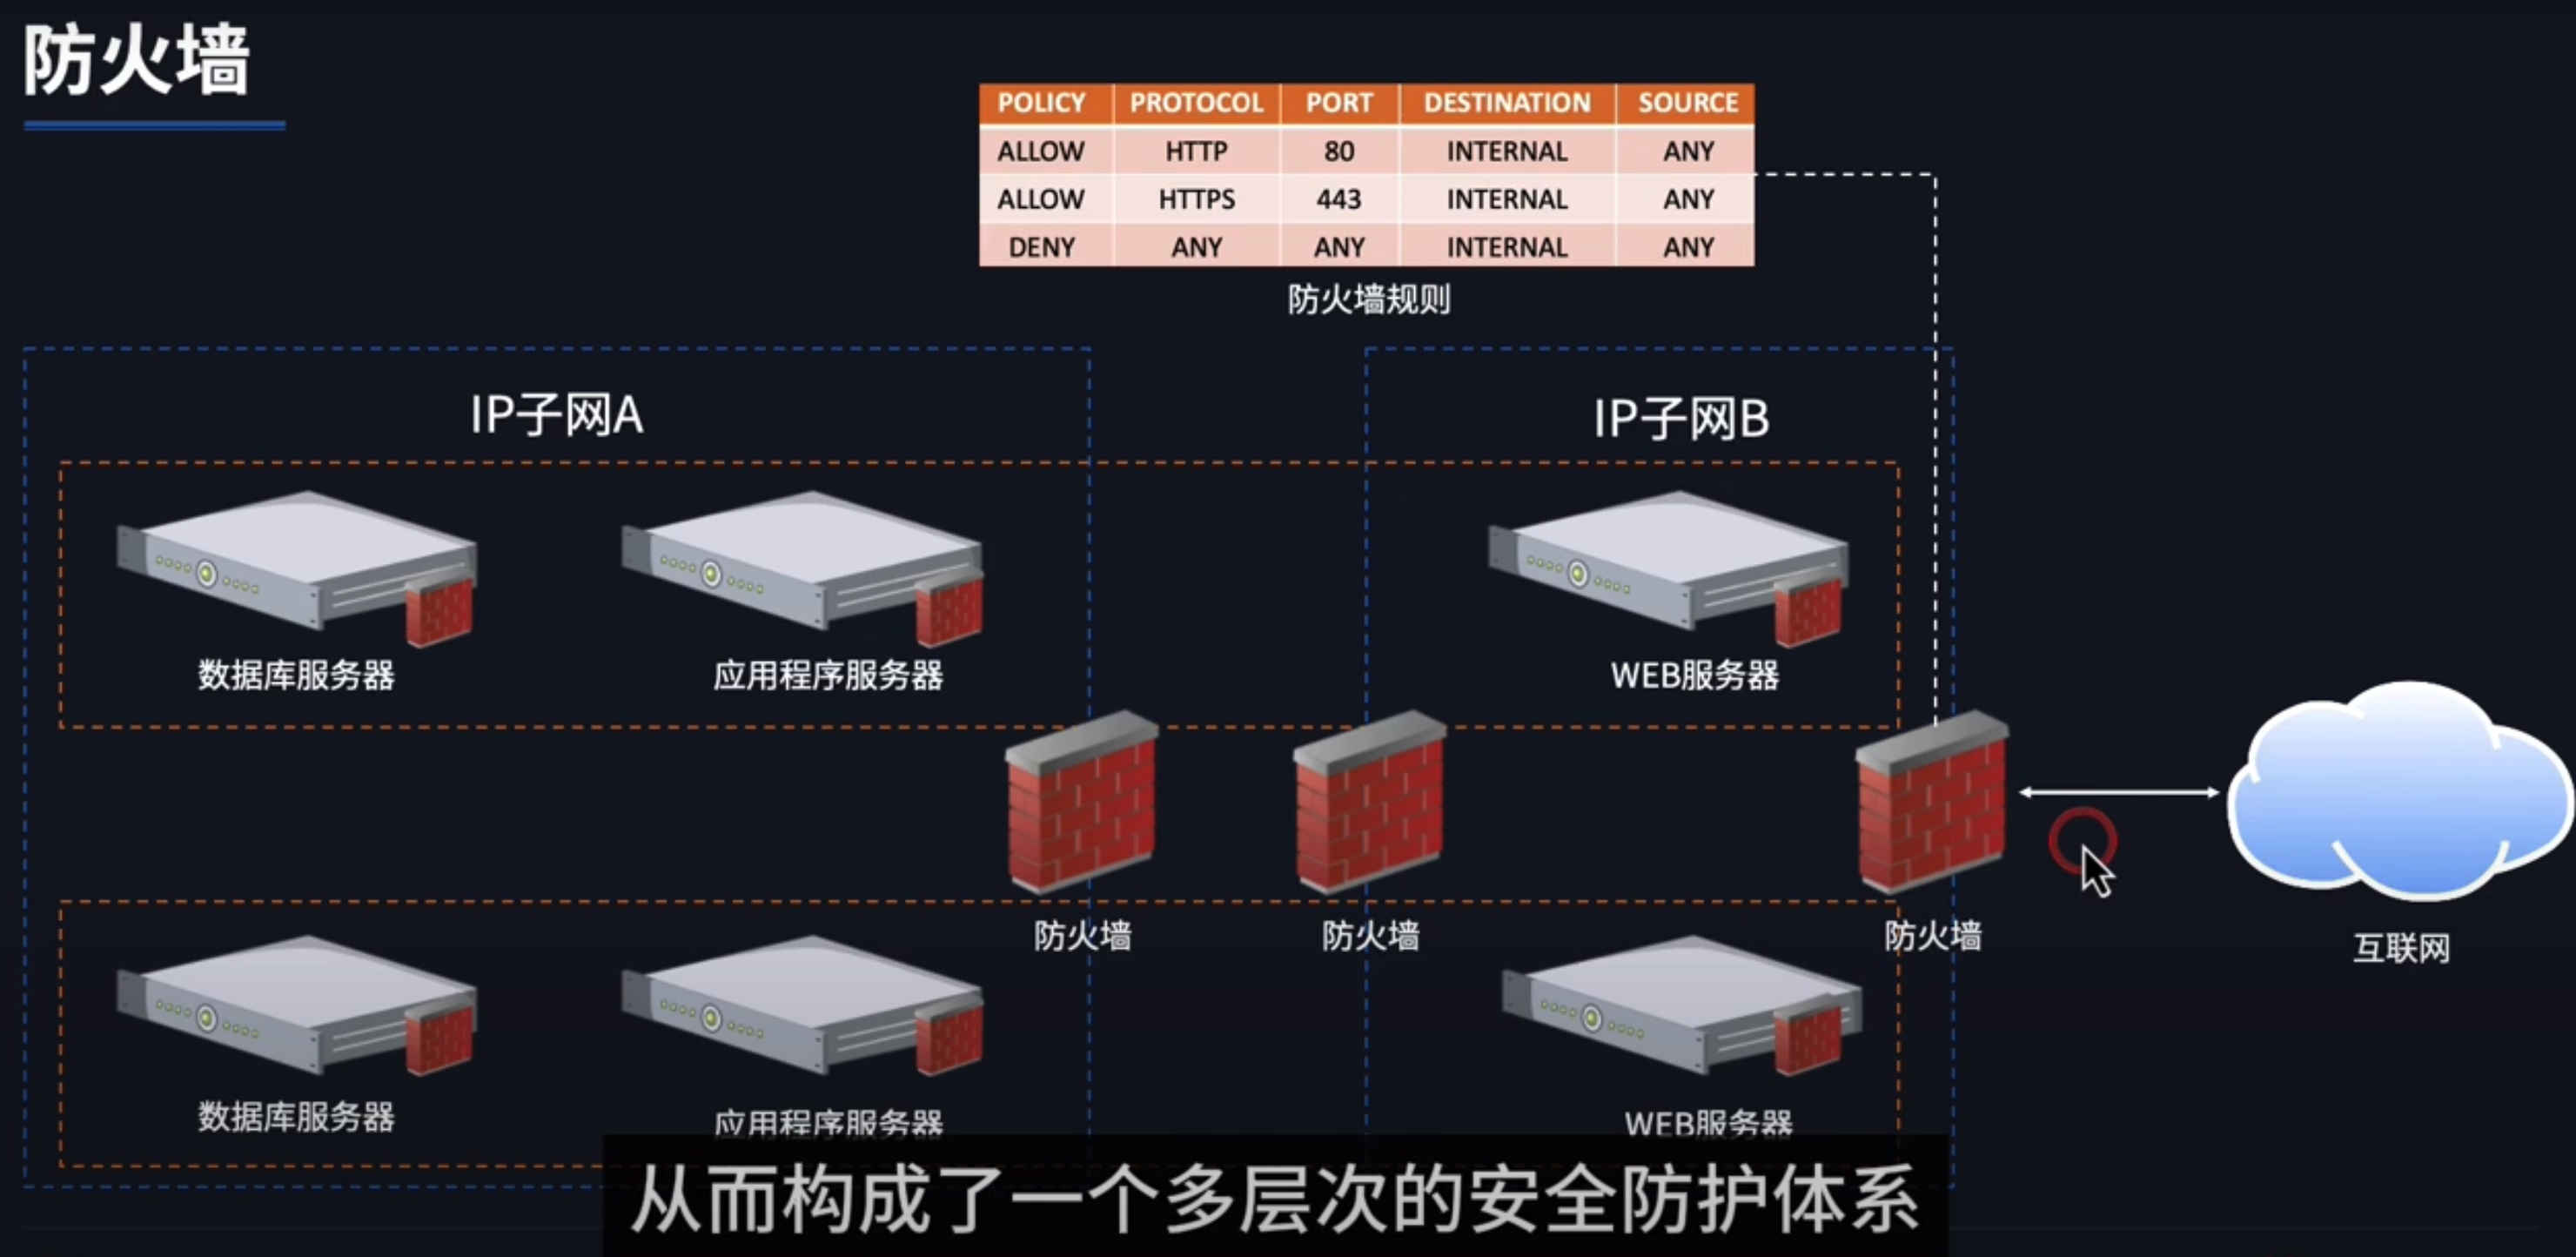 防火墙
POLICY PROTOCOL PORT DESTINATION SOURCE
ALLOW HTTP 80 INTERNAL ANY
ALLOW HTTPS 443 INTERNAL ANY
DENY ANY ANY INTERNAL ANY
防火墙规则
IP子网A
IP子网B
数据库服务器
应用程序服务器
WEB服务器
防火墙
防火墙
防火墙
互联网
数据库服务器
应用程序服务器
WEB服务器
从而构成了一个多层次的安全防护体系